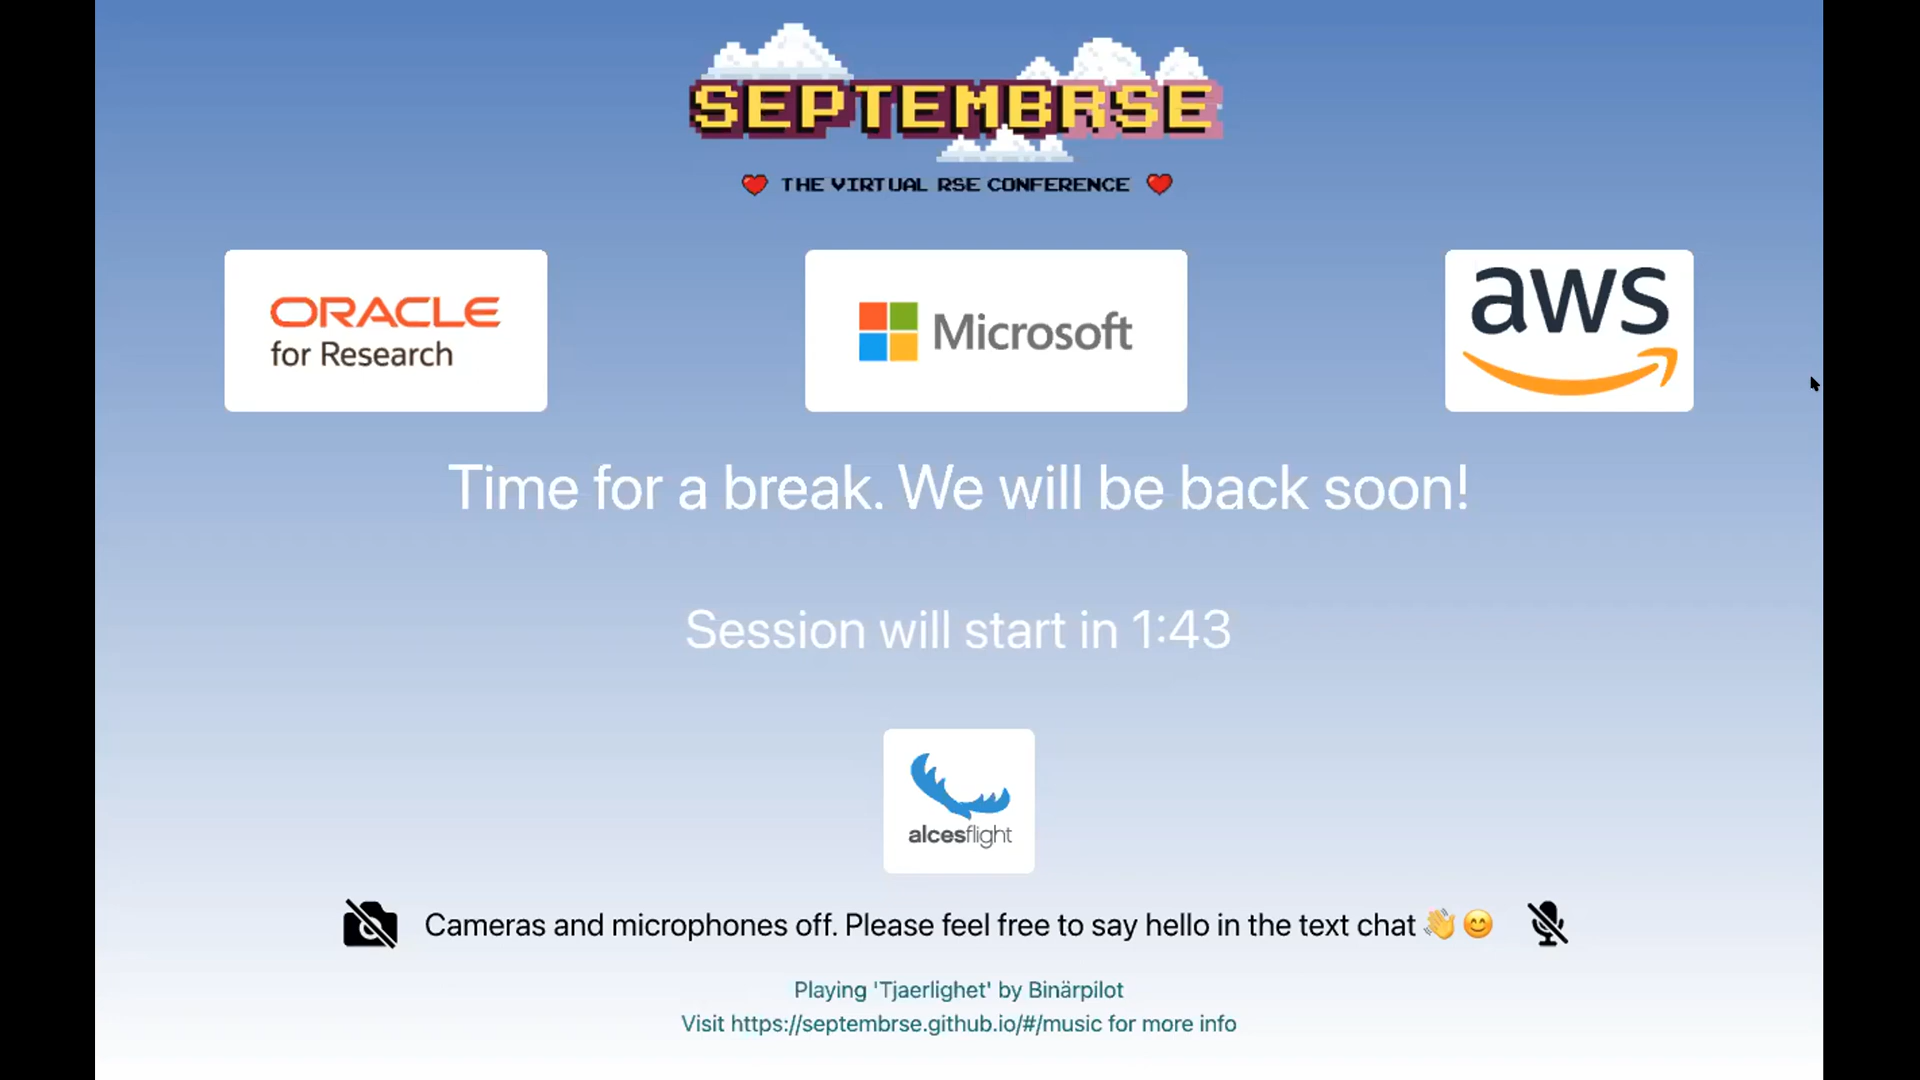 SEPTEMBRSE
THE VIRTUAL RSE CONFERENCE
ORACLE
for Research
Microsoft
aws
Time for a break. We will be back soon!
Session will start in 1:43
alcesflight
Cameras and microphones off. Please feel free to say hello in the text chat 👋 😊
Playing 'Tjaerlighet' by Binärpilot
Visit https://septembrse.github.io/#/music for more info